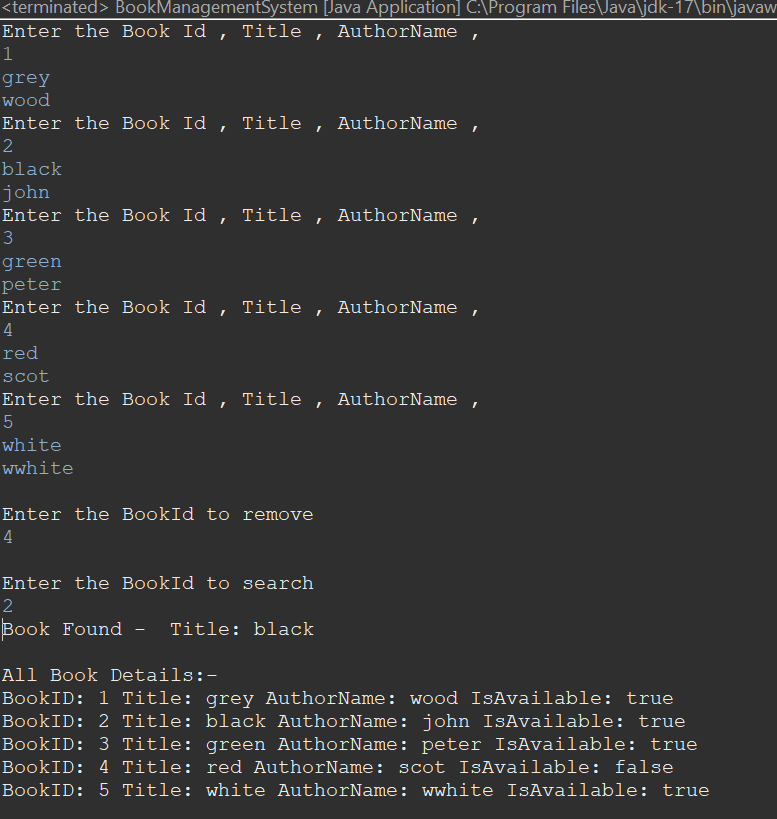 <terminated> BookManagementSystem [Java Application] C:\Program Files\Java\jdk-17\bin\javaw
Enter the Book Id , Title , AuthorName ,
1
grey
wood
Enter the Book Id , Title , AuthorName ,
2
black
john
Enter the Book Id , Title , AuthorName ,
3
green
peter
Enter the Book Id , Title , AuthorName ,
4
red
scot
Enter the Book Id , Title , AuthorName ,
5
white
wwhite
Enter the BookId to remove
4
Enter the BookId to search
2
Book Found -  Title: black
All Book Details:-
BookID: 1 Title: grey AuthorName: wood IsAvailable: true
BookID: 2 Title: black AuthorName: john IsAvailable: true
BookID: 3 Title: green AuthorName: peter IsAvailable: true
BookID: 4 Title: red AuthorName: scot IsAvailable: false
BookID: 5 Title: white AuthorName: wwhite IsAvailable: true